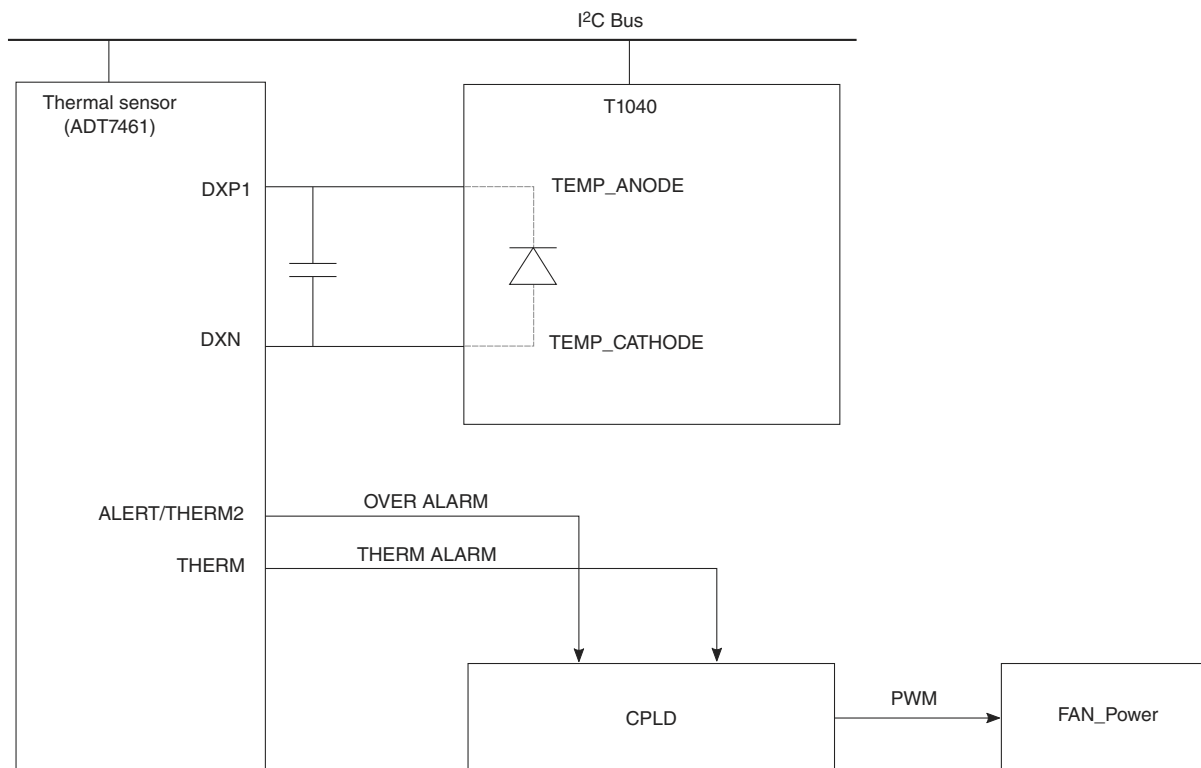 I²C Bus
Thermal sensor
(ADT7461)
T1040
DXP1
TEMP_ANODE
DXN
TEMP_CATHODE
ALERT/THERM2
OVER ALARM
THERM
THERM ALARM
CPLD
PWM
FAN_Power